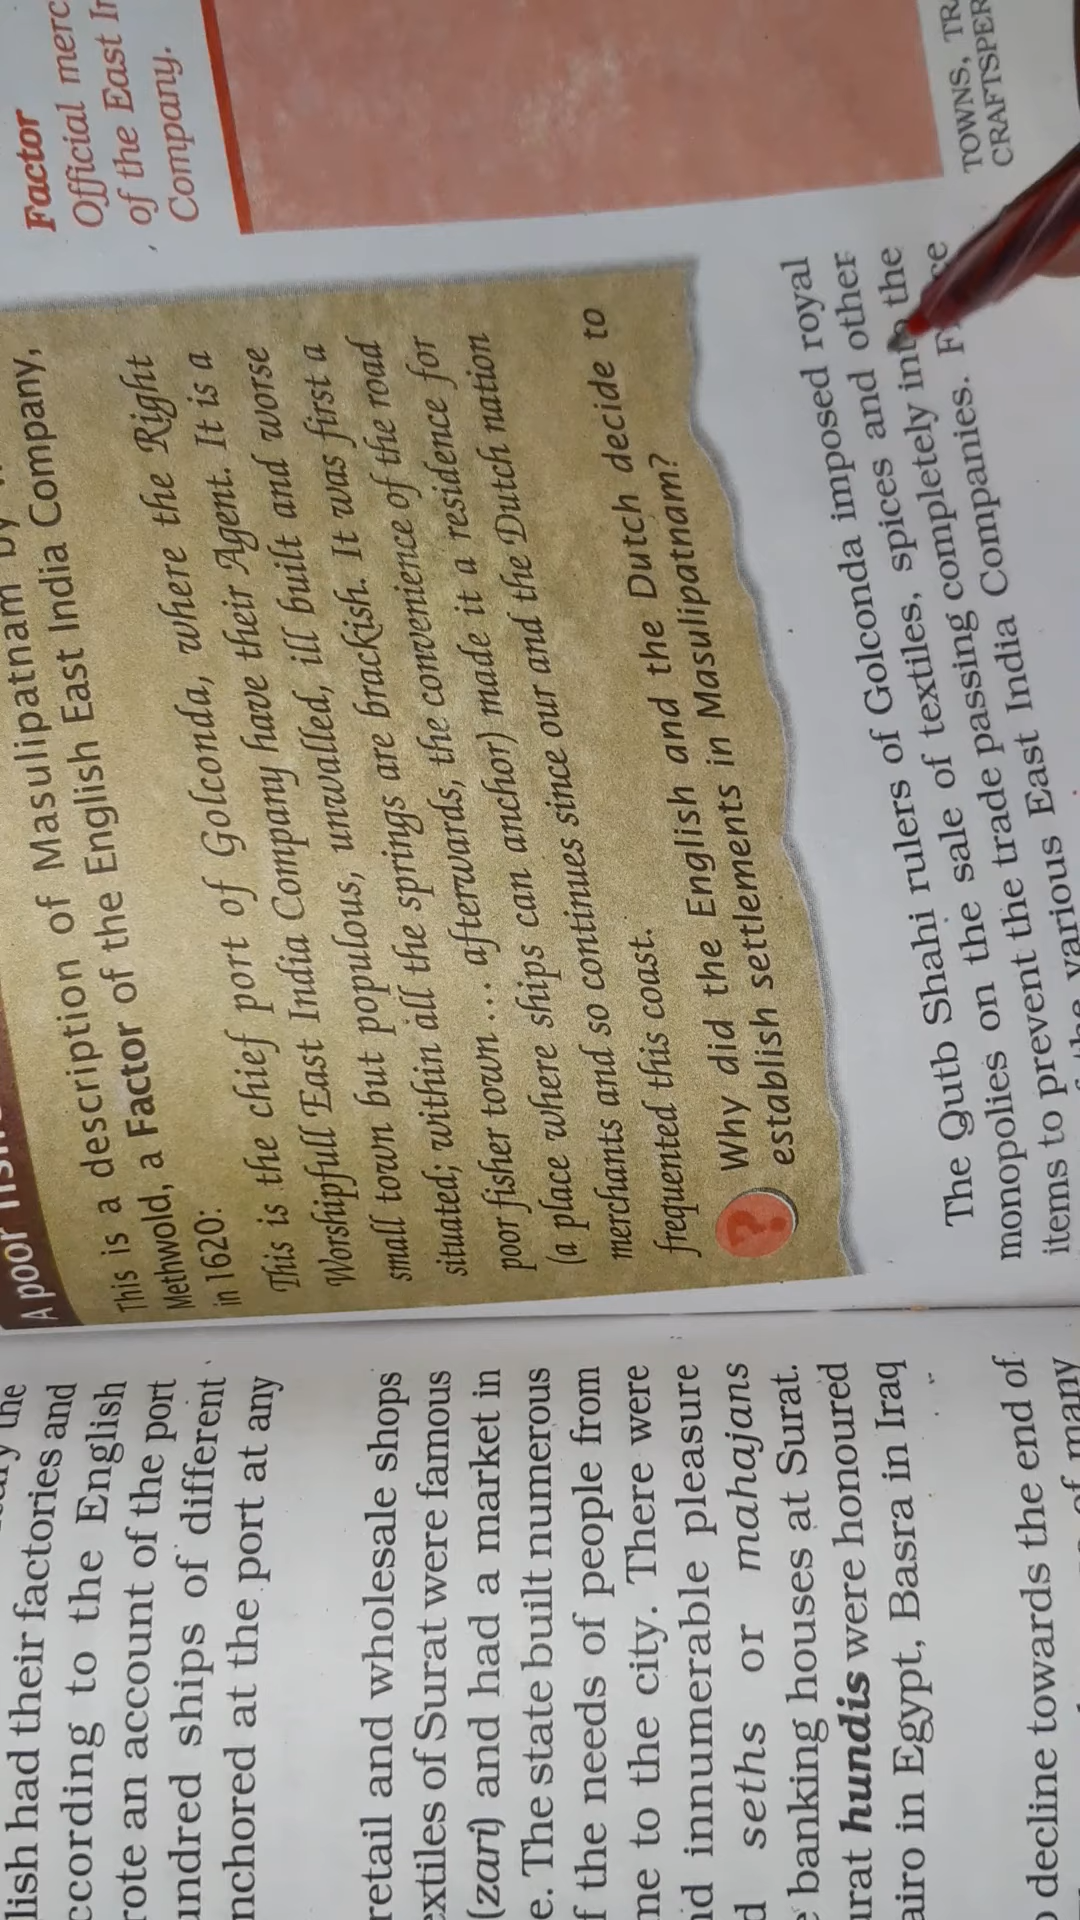 lish had their factories and
ccording to the English
rote an account of the port
undred ships of different
nchored at the port at any
retail and wholesale shops
extiles of Surat were famous
(zari) and had a market in
e. The state built numerous
f the needs of people from
me to the city. There were
nd innumerable pleasure
d seths or mahajans
banking houses at Surat.
urat hundis were honoured
airo in Egypt, Basra in Iraq
decline towards the end of
of many
A poor
This is a description of Masulipatnam by
Methwold, a Factor of the English East India Company,
in 1620:
This is the chief port of Golconda, where the Right
Worshipfull East India Company have their Agent. It is a
small town but populous, unwalled, ill built and worse
situated; within all the springs are brackish. It was first a
poor fisher town ... afterwards, the convenience of the road
(a place where ships can anchor) made it a residence for
merchants and so continues since our and the Dutch nation
frequented this coast.
? Why did the English and the Dutch decide to
establish settlements in Masulipatnam?
The Qutb Shahi rulers of Golconda imposed royal
monopolies on the sale of textiles, spices and other
items to prevent the trade passing completely into the
various East India Companies.
Factor
Official merc
of the East In
Company.
TOWNS, TRA
CRAFTSPER